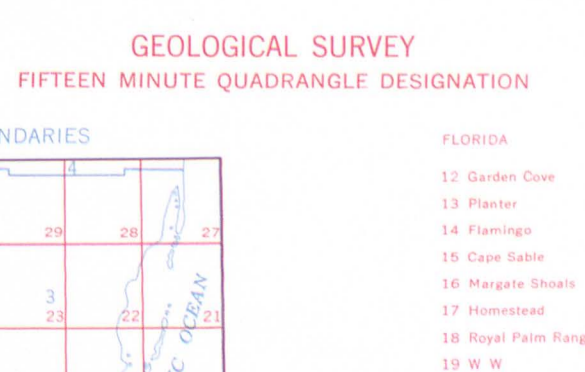 GEOLOGICAL SURVEY
FIFTEEN MINUTE QUADRANGLE DESIGNATION
NDARIES
4
29 28 27
3
23 22 21
C OCEAN
FLORIDA
12 Garden Cove
13 Planter
14 Flamingo
15 Cape Sable
16 Margate Shoals
17 Homestead
18 Royal Palm Rang
19 W W